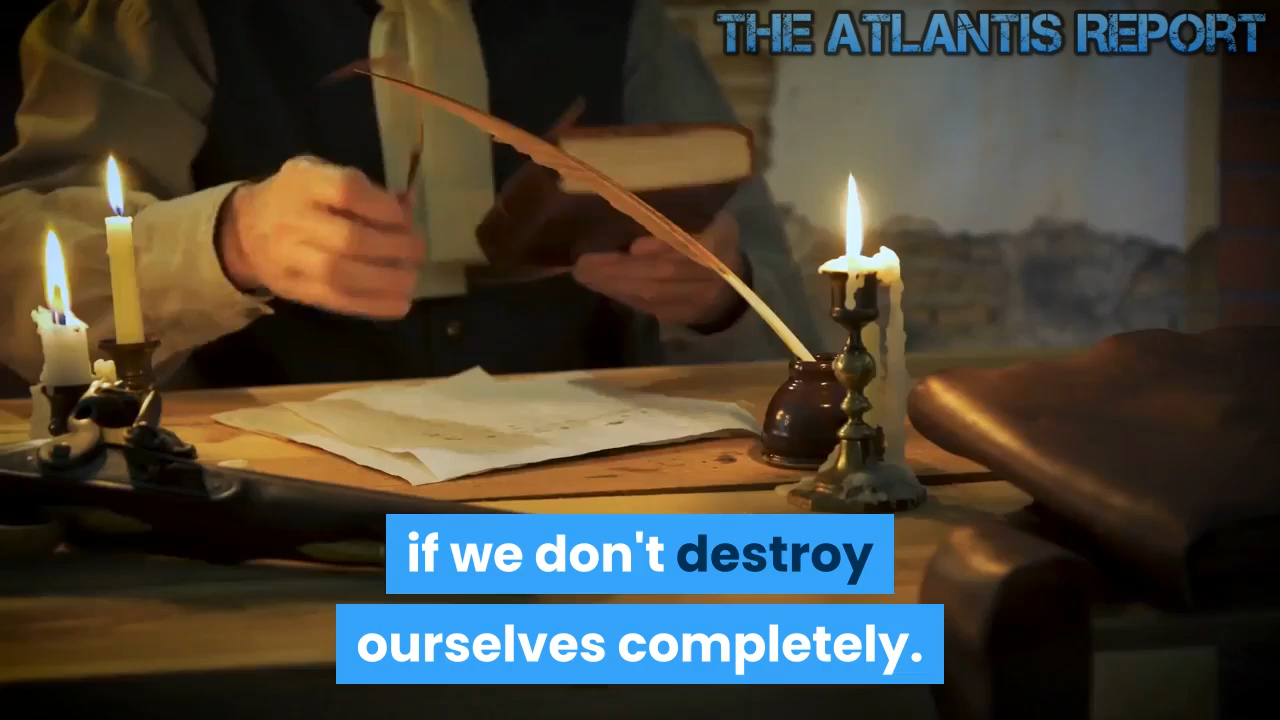 THE ATLANTIS REPORT
if we don't destroy
ourselves completely.